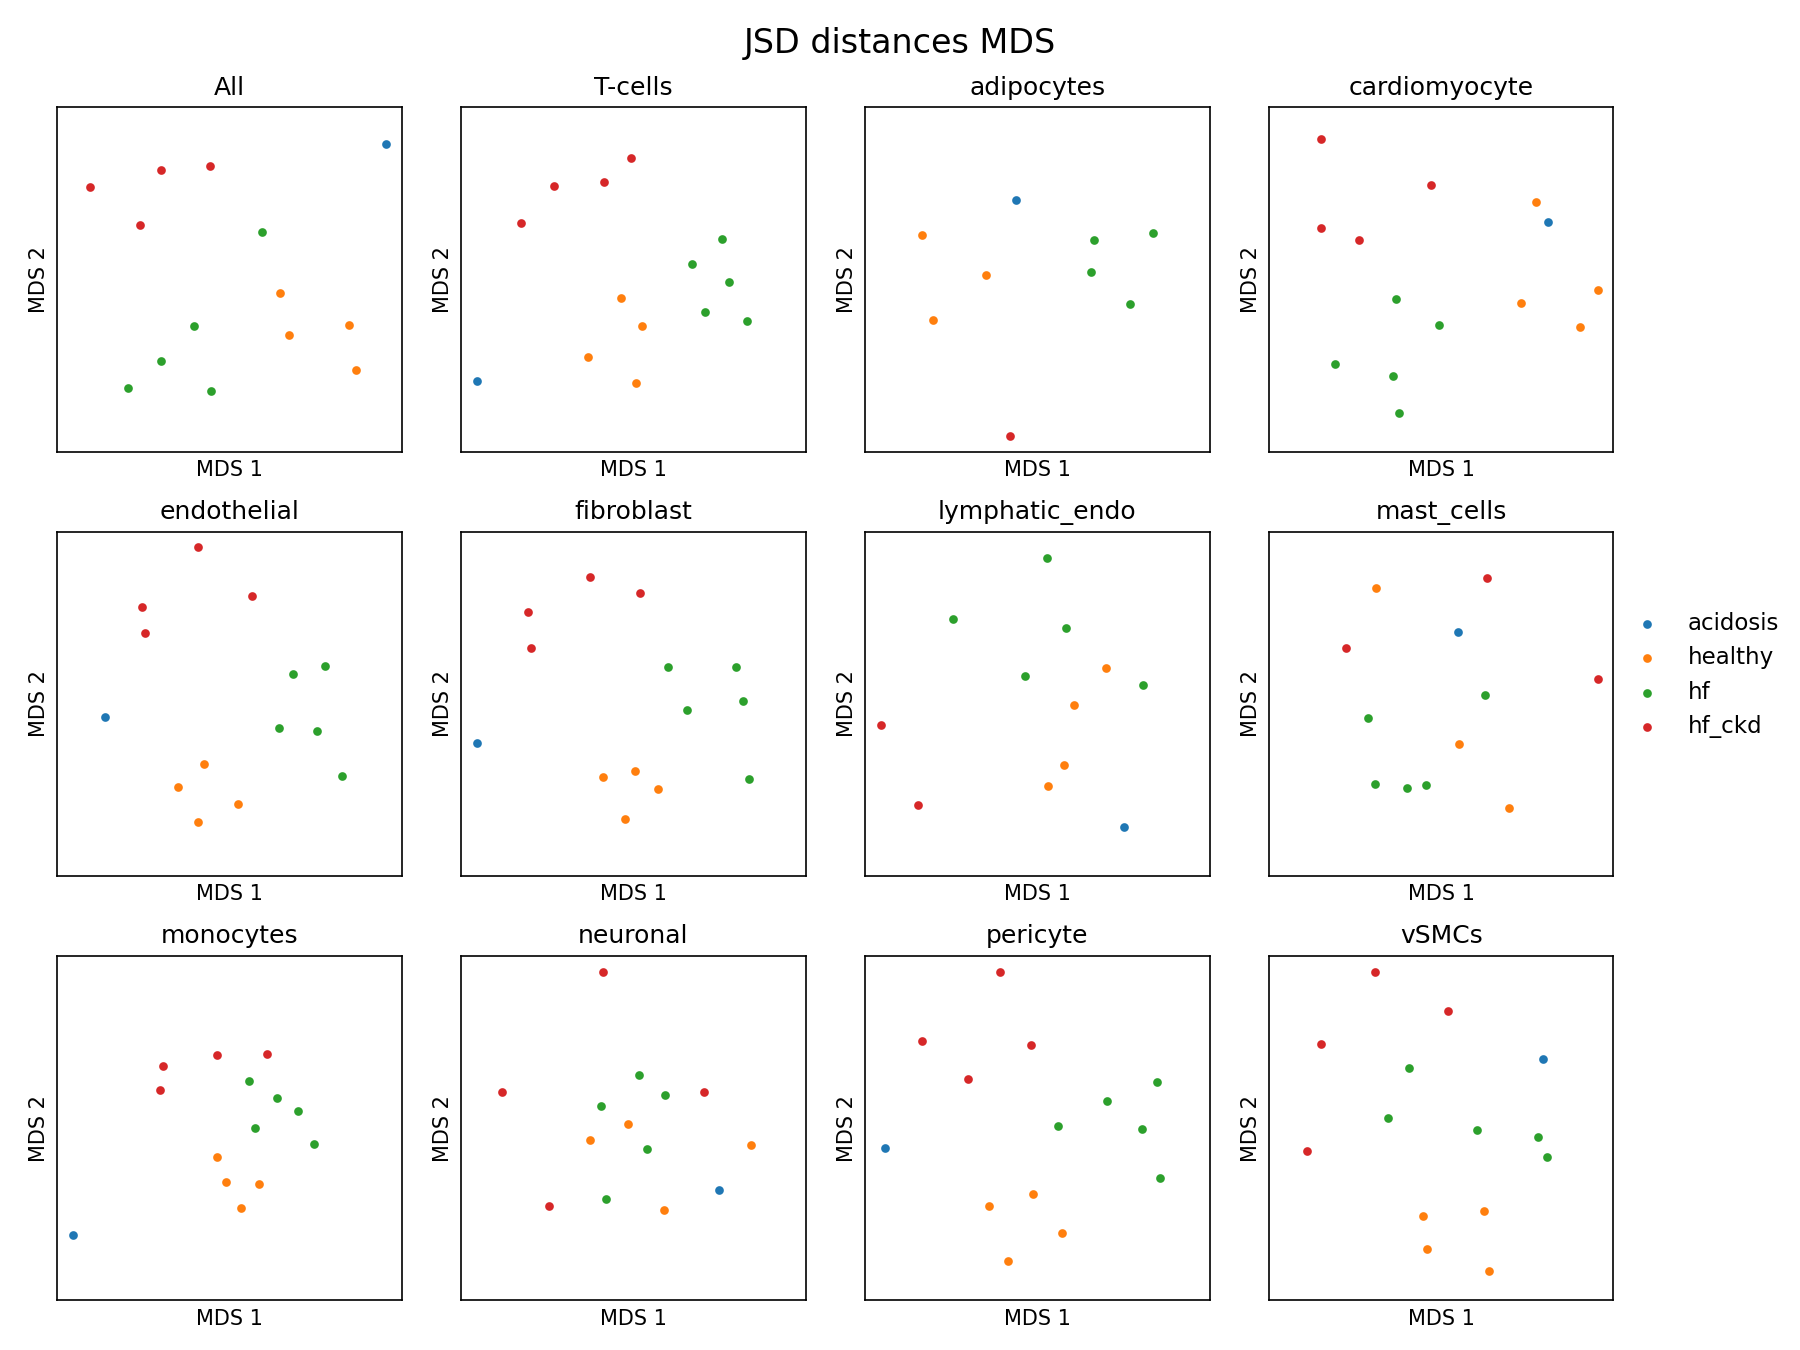 JSD distances MDS
All
T-cells
adipocytes
cardiomyocyte
MDS 2
MDS 2
MDS 2
MDS 2
MDS 1
MDS 1
MDS 1
MDS 1
endothelial
fibroblast
lymphatic_endo
mast_cells
MDS 2
MDS 2
MDS 2
MDS 2
MDS 1
MDS 1
MDS 1
MDS 1
acidosis
healthy
hf
hf_ckd
monocytes
neuronal
pericyte
vSMCs
MDS 2
MDS 2
MDS 2
MDS 2
MDS 1
MDS 1
MDS 1
MDS 1